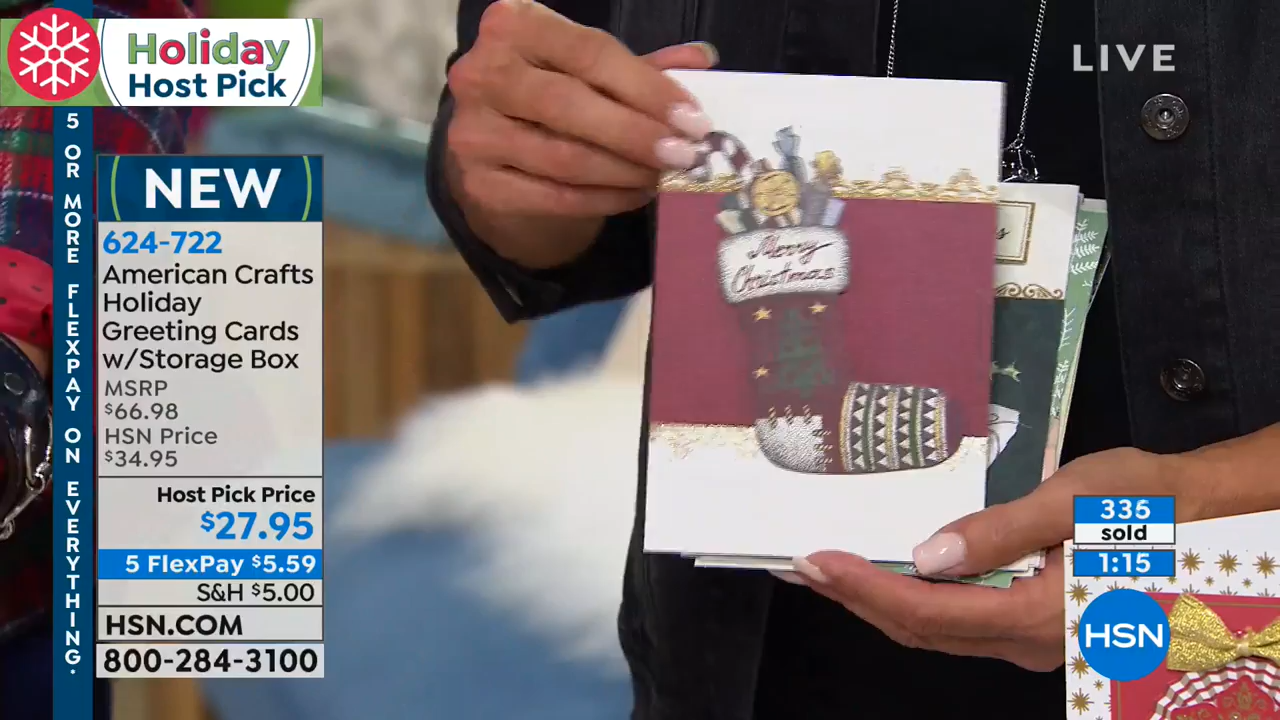 Holiday
Host Pick
LIVE
5 OR MORE FLEXPAY ON EVERYTHING.
NEW
624-722
American Crafts
Holiday
Greeting Cards
w/Storage Box
MSRP
$66.98
HSN Price
$34.95
Host Pick Price
$27.95
5 FlexPay $5.59
S&H $5.00
HSN.COM
800-284-3100
Merry
Christmas
336
sold
1:15
HSN